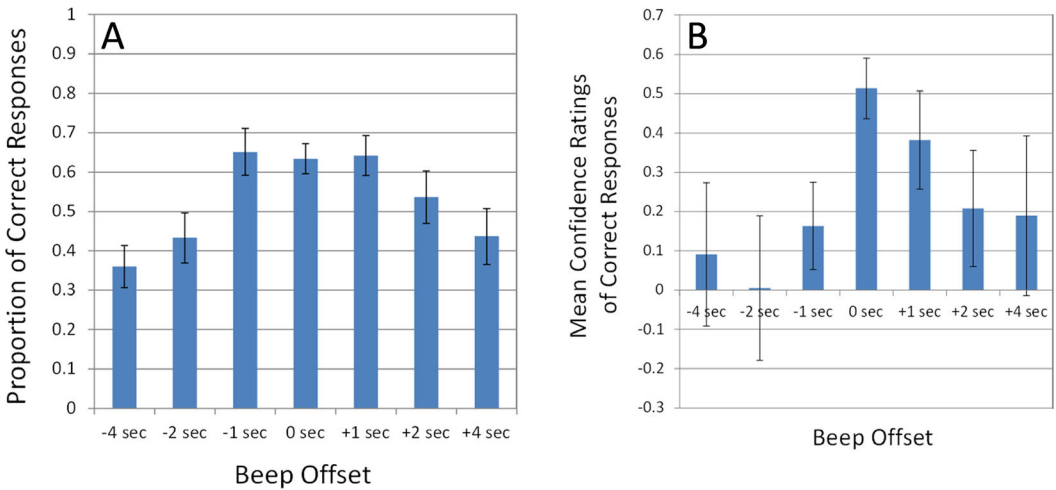 A
Proportion of Correct Responses
1
0.9
0.8
0.7
0.6
0.5
0.4
0.3
0.2
0.1
0
-4 sec -2 sec -1 sec 0 sec +1 sec +2 sec +4 sec
Beep Offset
B
Mean Confidence Ratings
of Correct Responses
0.7
0.6
0.5
0.4
0.3
0.2
0.1
0
-0.1
-0.2
-0.3
-4 sec -2 sec -1 sec 0 sec +1 sec +2 sec +4 sec
Beep Offset